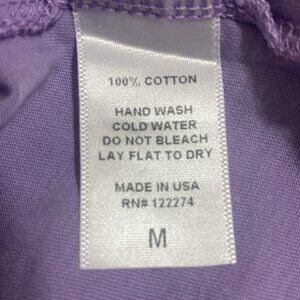 100% COTTON
HAND WASH
COLD WATER
DO NOT BLEACH
LAY FLAT TO DRY
MADE IN USA
RN# 122274
M